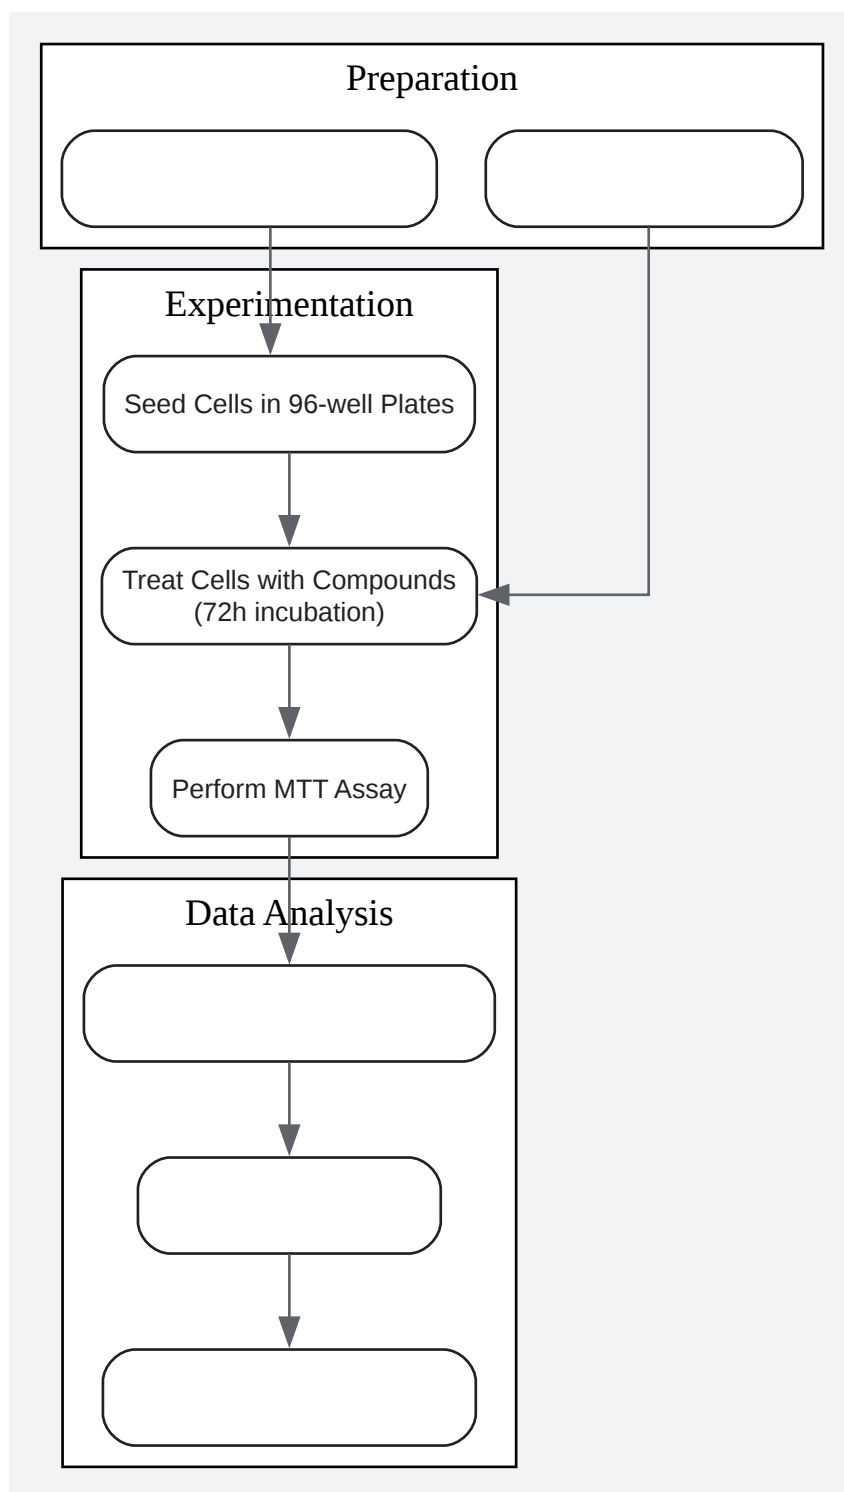 Preparation
Experimentation
Seed Cells in 96-well Plates
Treat Cells with Compounds
(72h incubation)
Perform MTT Assay
Data Analysis